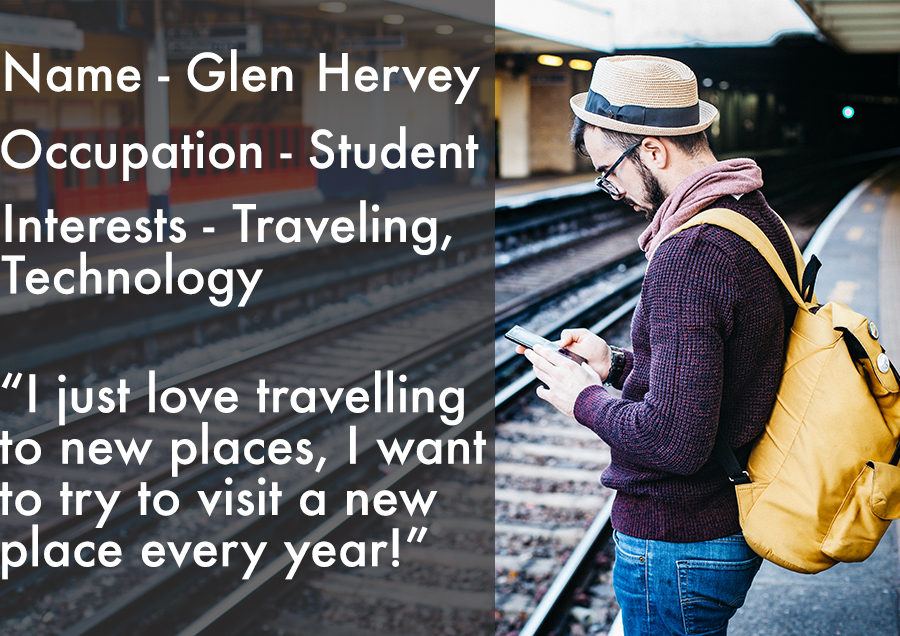 Name - Glen Hervey
Occupation - Student
Interests - Traveling,
Technology
“I just love travelling
to new places, I want
to try to visit a new
place every year!”